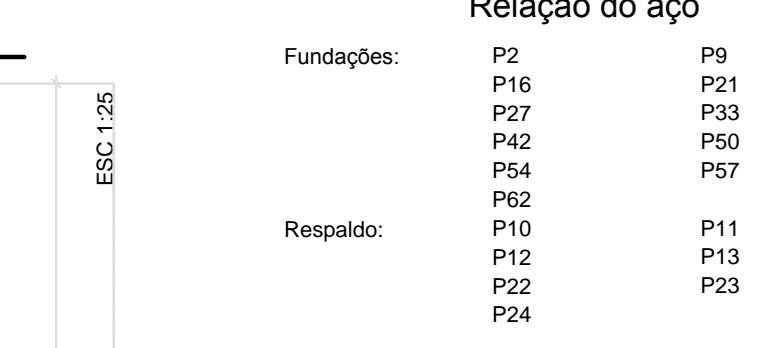 Relação do aço
ESC 1:25
Fundações: P2 P9
P16 P21
P27 P33
P42 P50
P54 P57
P62
Respaldo: P10 P11
P12 P13
P22 P23
P24